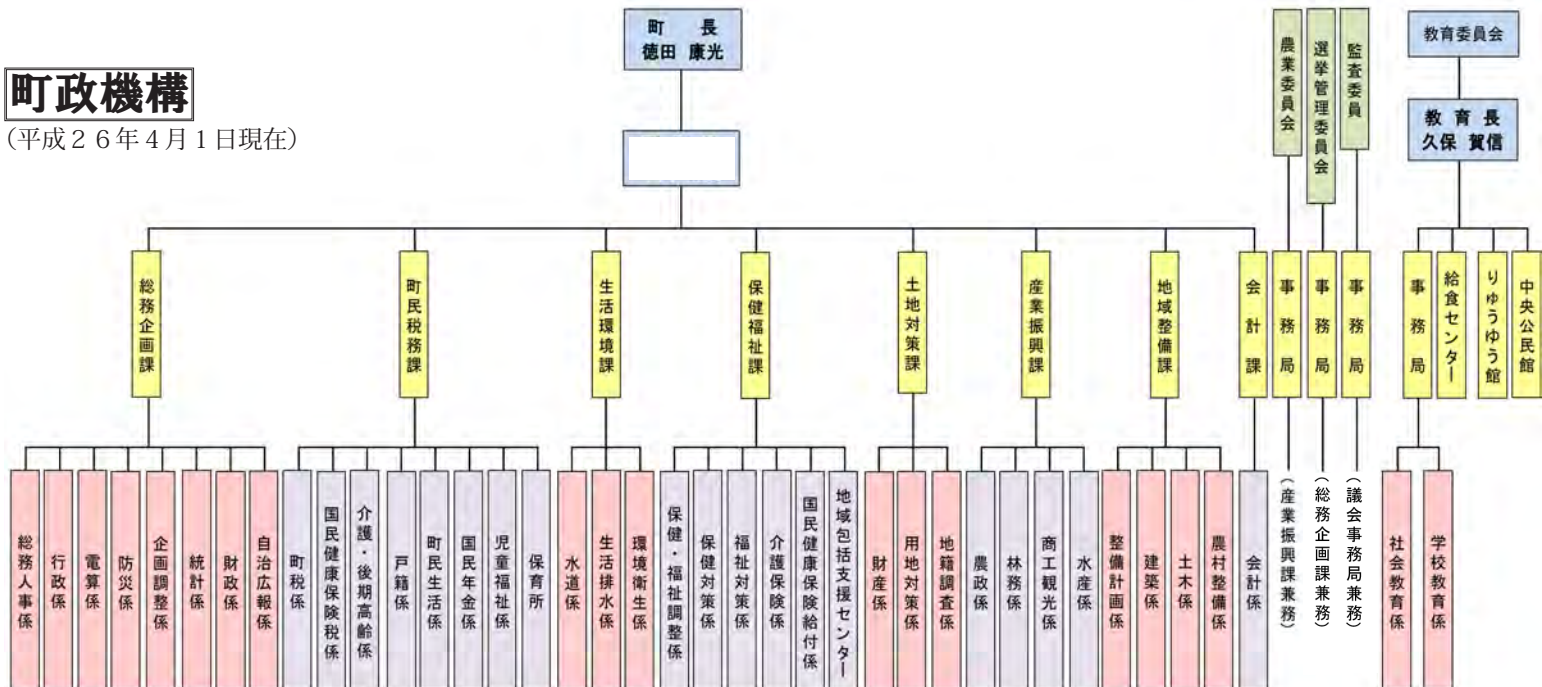 町政機構
（平成２６年４月１日現在）
町　長
徳田 康光
農業委員会
選挙管理委員会
監査委員
教育委員会
教 育 長
久保 賀信
総務企画課
町民税務課
生活環境課
保健福祉課
土地対策課
産業振興課
地域整備課
会計課
事務局
事務局
事務局
事務局
給食センター
りゅうゆう館
中央公民館
総務人事係
行政係
電算係
防災係
企画調整係
統計係
財政係
自治広報係
町税係
国民健康保険税係
介護・後期高齢係
戸籍係
町民生活係
国民年金係
児童福祉係
保育所
水道係
生活排水係
環境衛生係
保健・福祉調整係
保健対策係
福祉対策係
介護保険係
国民健康保険給付係
地域包括支援センター
財産係
用地対策係
地籍調査係
農政係
林務係
商工観光係
水産係
整備計画係
建築係
土木係
農村整備係
会計係
（産業振興課兼務）
（総務企画課兼務）
（議会事務局兼務）
社会教育係
学校教育係